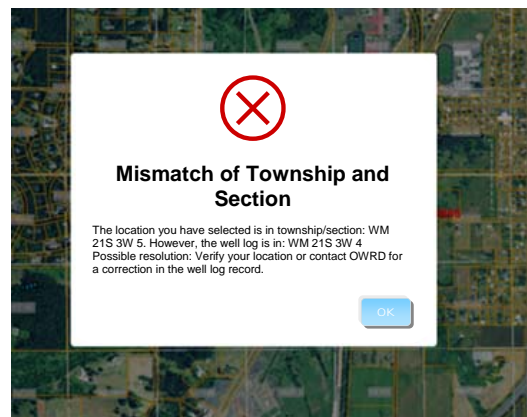 Mismatch of Township and
Section
The location you have selected is in township/section: WM
21S 3W 5. However, the well log is in: WM 21S 3W 4
Possible resolution: Verify your location or contact OWRD for
a correction in the well log record.
OK